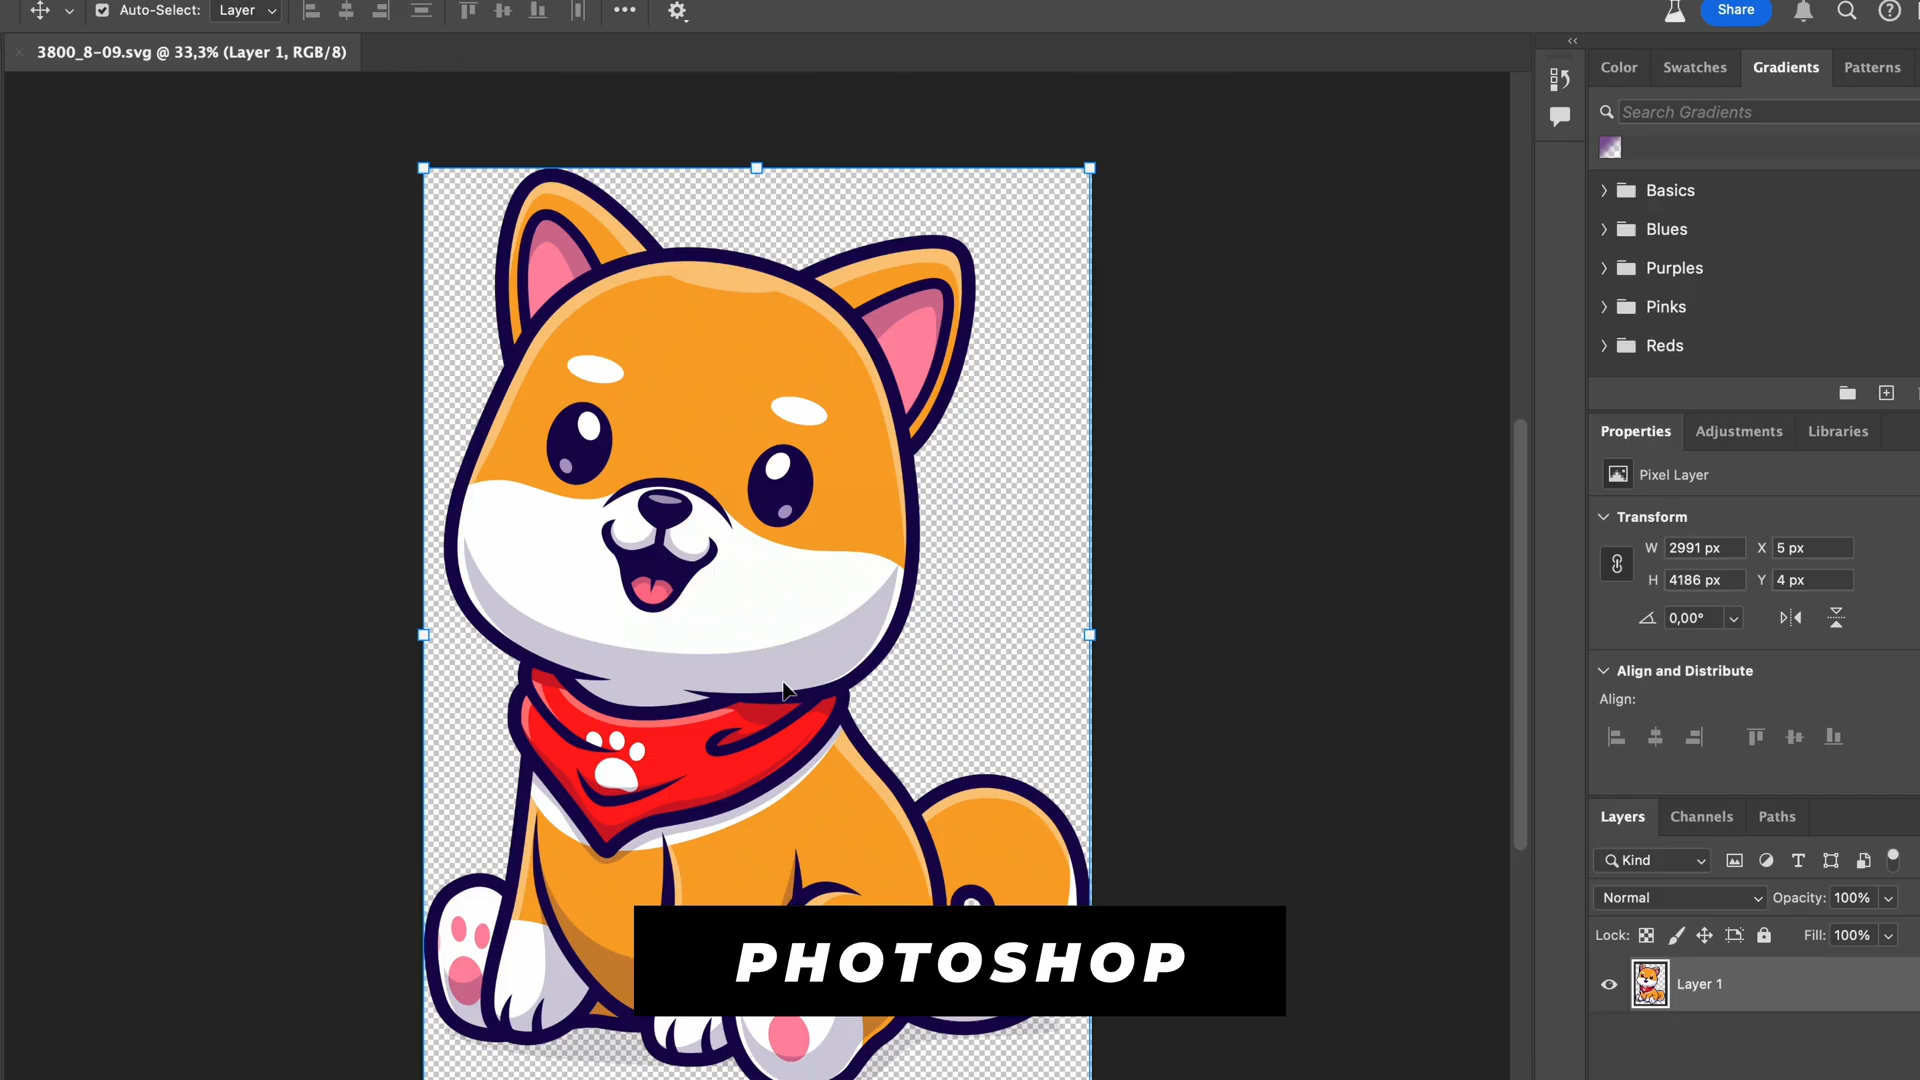 Auto-Select: Layer
Share
3800_8-09.svg @ 33,3% (Layer 1, RGB/8)
Color Swatches Gradients Patterns
Search Gradients
Basics
Blues
Purples
Pinks
Reds
Properties Adjustments Libraries
Pixel Layer
Transform
W 2991 px X 5 px
H 4186 px Y 4 px
0,00°
Align and Distribute
Align:
Layers Channels Paths
Kind
Normal Opacity: 100%
Lock: Fill: 100%
Layer 1
PHOTOSHOP